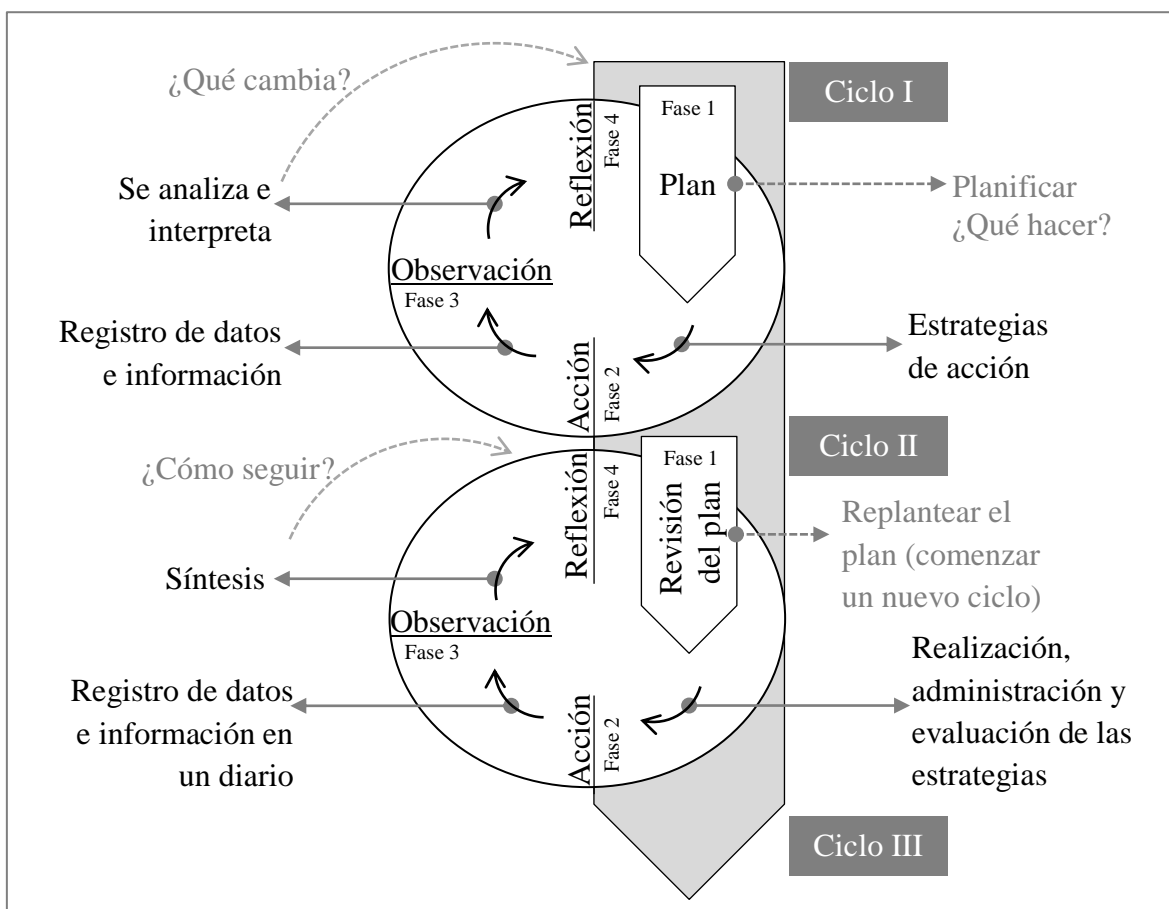 ¿Qué cambia?
Ciclo I
Fase 1
Plan
Reflexión
Fase 4
Se analiza e
interpreta
Planificar
¿Qué hacer?
Observación
Fase 3
Registro de datos
e información
Estrategias
de acción
Acción
Fase 2
Ciclo II
¿Cómo seguir?
Fase 1
Revisión
del plan
Reflexión
Fase 4
Replantear el
plan (comenzar
un nuevo ciclo)
Síntesis
Observación
Fase 3
Realización,
administración y
evaluación de las
estrategias
Registro de datos
e información en
un diario
Acción
Fase 2
Ciclo III